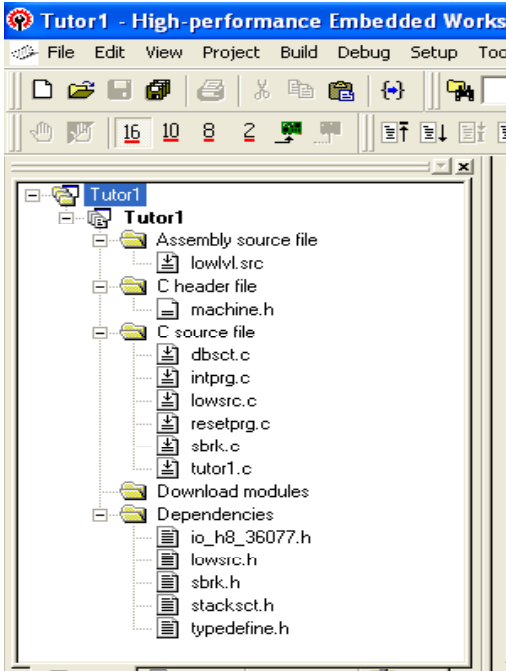 Tutor1 - High-performance Embedded Works
File Edit View Project Build Debug Setup Too
16 10 8 2
Tutor1
Tutor1
Assembly source file
lowlvl.src
C header file
machine.h
C source file
dbsct.c
intprg.c
lowsrc.c
resetprg.c
sbrk.c
tutor1.c
Download modules
Dependencies
io_h8_36077.h
lowsrc.h
sbrk.h
stacksct.h
typedefine.h